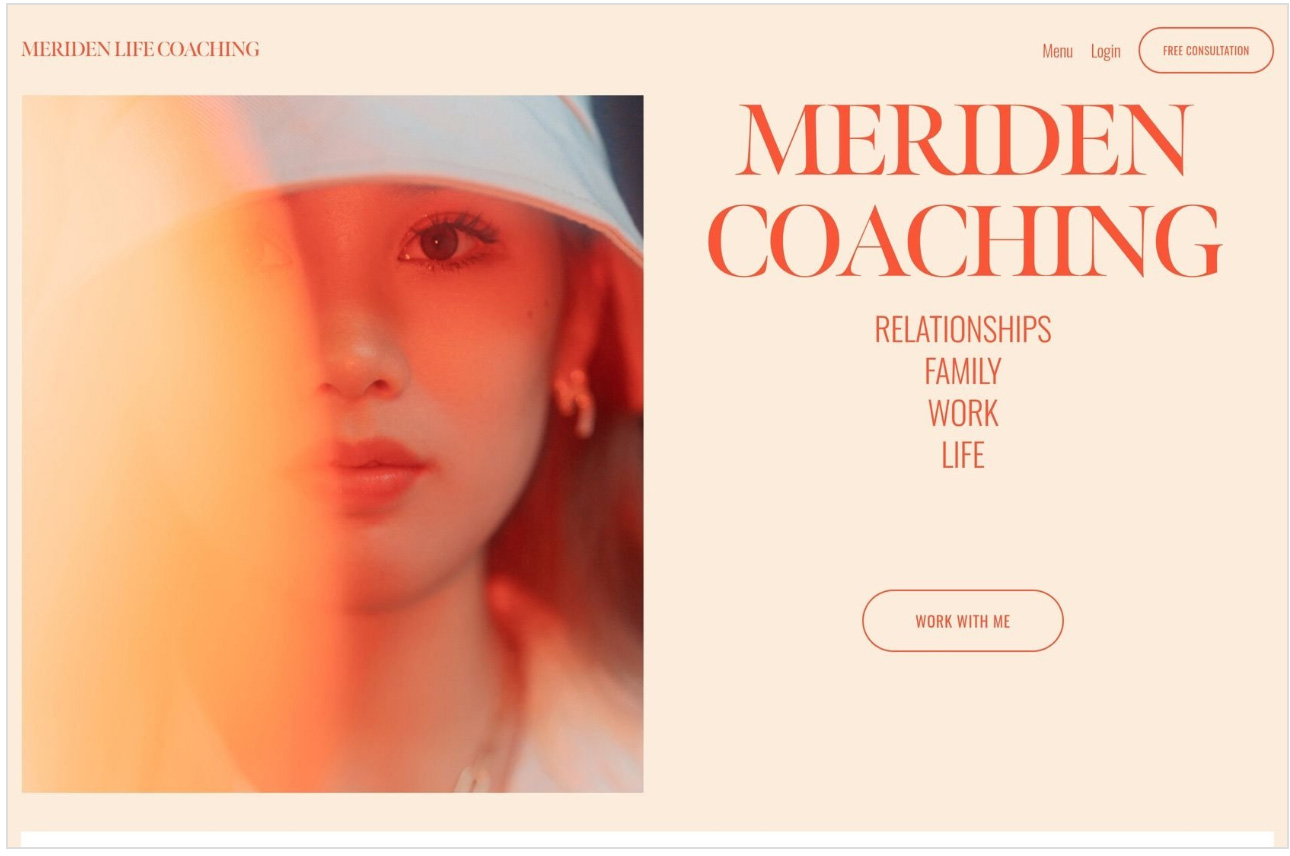 MERIDEN LIFE COACHING
Menu Login FREE CONSULTATION
MERIDEN
COACHING
RELATIONSHIPS
FAMILY
WORK
LIFE
WORK WITH ME